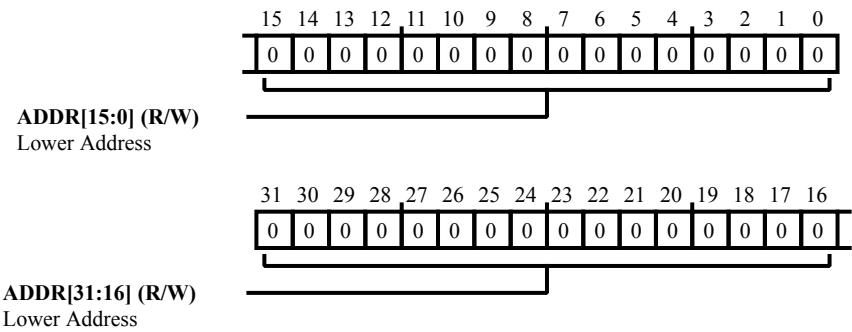 15 14 13 12 11 10 9 8 7 6 5 4 3 2 1 0
0 0 0 0 0 0 0 0 0 0 0 0 0 0 0 0
ADDR[15:0] (R/W)
Lower Address
31 30 29 28 27 26 25 24 23 22 21 20 19 18 17 16
0 0 0 0 0 0 0 0 0 0 0 0 0 0 0 0
ADDR[31:16] (R/W)
Lower Address